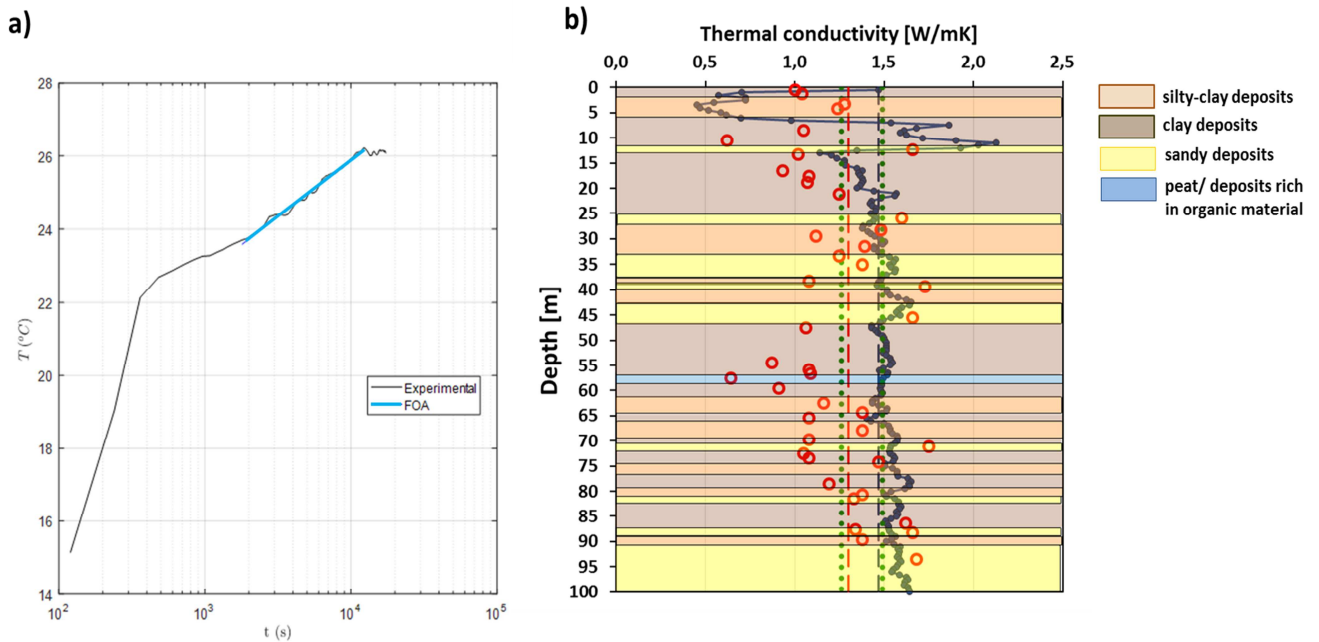 a)
28
26
24
22
20
18
16
14
T (°C)
10²
10³
10⁴
10⁵
t (s)
Experimental
FOA
b)
Thermal conductivity [W/mK]
0,0 0,5 1,0 1,5 2,0 2,5
Depth [m]
0
5
10
15
20
25
30
35
40
45
50
55
60
65
70
75
80
85
90
95
100
silty-clay deposits
clay deposits
sandy deposits
peat/ deposits rich
in organic material